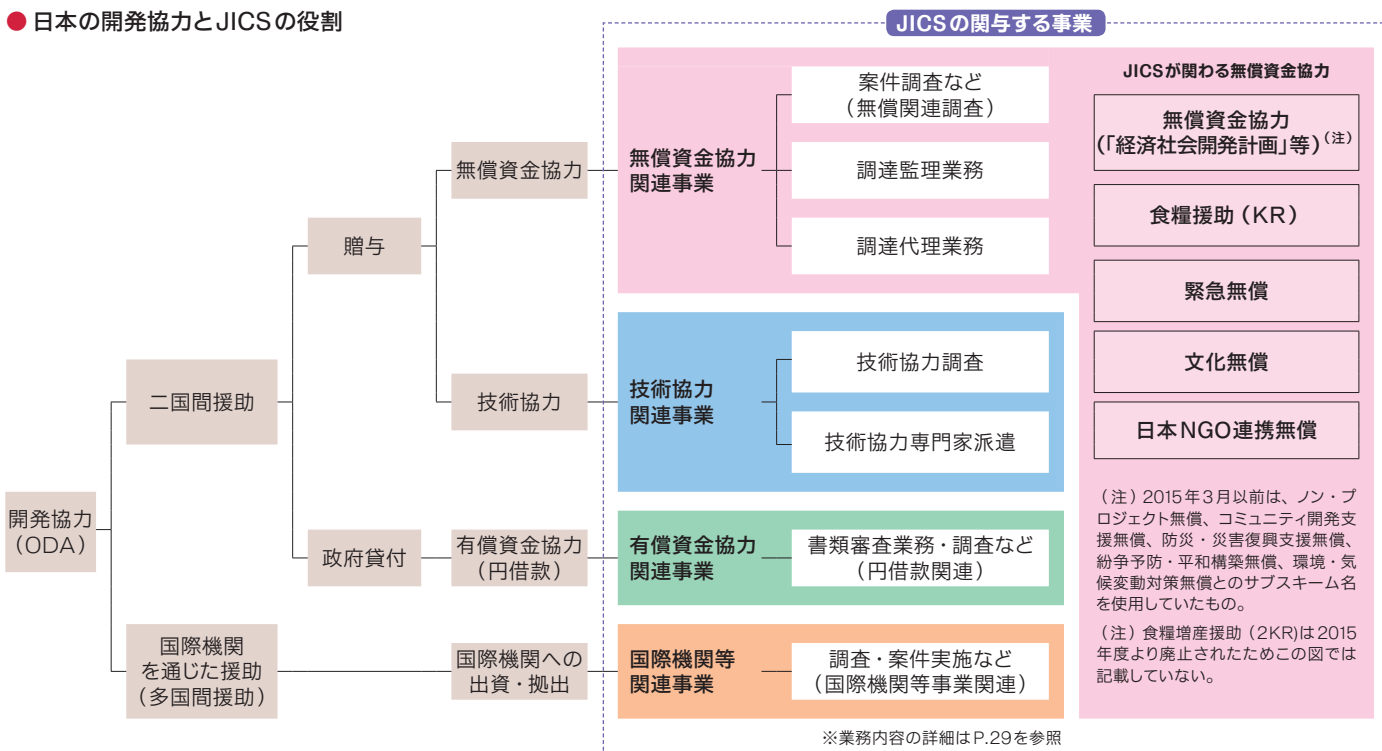 ● 日本の開発協力とJICSの役割
JICSの関与する事業
開発協力
（ODA）
二国間援助
国際機関
を通じた援助
（多国間援助）
贈与
政府貸付
無償資金協力
技術協力
有償資金協力
（円借款）
国際機関への
出資・拠出
無償資金協力
関連事業
案件調査など
（無償関連調査）
調達監理業務
調達代理業務
技術協力
関連事業
技術協力調査
技術協力専門家派遣
有償資金協力
関連事業
書類審査業務・調査など
（円借款関連）
国際機関等
関連事業
調査・案件実施など
（国際機関等事業関連）
JICSが関わる無償資金協力
無償資金協力
（「経済社会開発計画」等）（注）
食糧援助（KR）
緊急無償
文化無償
日本NGO連携無償
（注）2015年3月以前は、ノン・プ
ロジェクト無償、コミュニティ開発支
援無償、防災・災害復興支援無償、
紛争予防・平和構築無償、環境・気
候変動対策無償とのサブスキーム名
を使用していたもの。
（注）食糧増産援助（2KR)は2015
年度より廃止されたためこの図では
記載していない。
※業務内容の詳細はP.29を参照